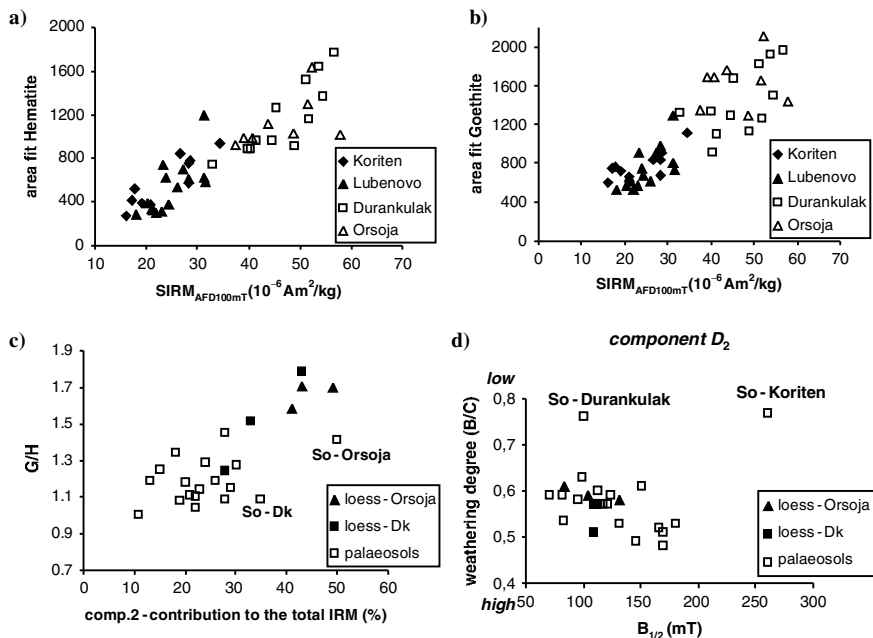 a)
area fit Hematite
2000
1600
1200
800
400
0
10 20 30 40 50 60 70
SIRM_AFD100mT (10⁻⁶ Am²/kg)
Koriten
Lubenovo
Durankulak
Orsoja
b)
area fit Goethite
2000
1600
1200
800
400
0
0 10 20 30 40 50 60 70
SIRM_AFD100mT (10⁻⁶ Am²/kg)
Koriten
Lubenovo
Durankulak
Orsoja
c)
G/H
1.9
1.7
1.5
1.3
1.1
0.9
0.7
0 10 20 30 40 50 60
comp.2-contribution to the total IRM (%)
So-Orsoja
So-Dk
loess-Orsoja
loess-Dk
palaeosols
d)
component D₂
weathering degree (B/C)
low
0,8
0,7
0,6
0,5
0,4
high
50 100 150 200 250 300
B₁/₂ (mT)
So-Durankulak
So-Koriten
loess-Orsoja
loess-Dk
palaeosols